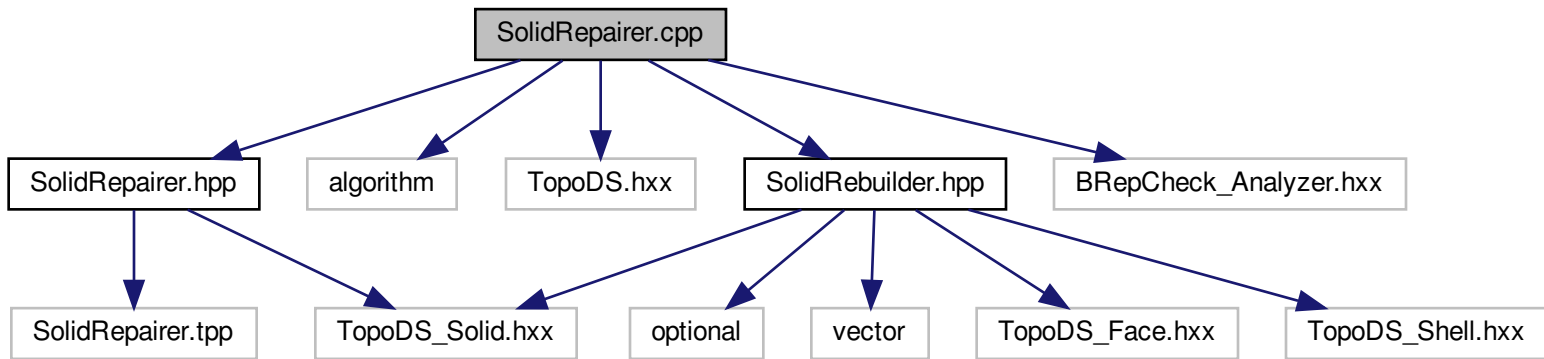 SolidRepairer.cpp
SolidRepairer.hpp
algorithm
TopoDS.hxx
SolidRebuilder.hpp
BRepCheck_Analyzer.hxx
SolidRepairer.tpp
TopoDS_Solid.hxx
optional
vector
TopoDS_Face.hxx
TopoDS_Shell.hxx